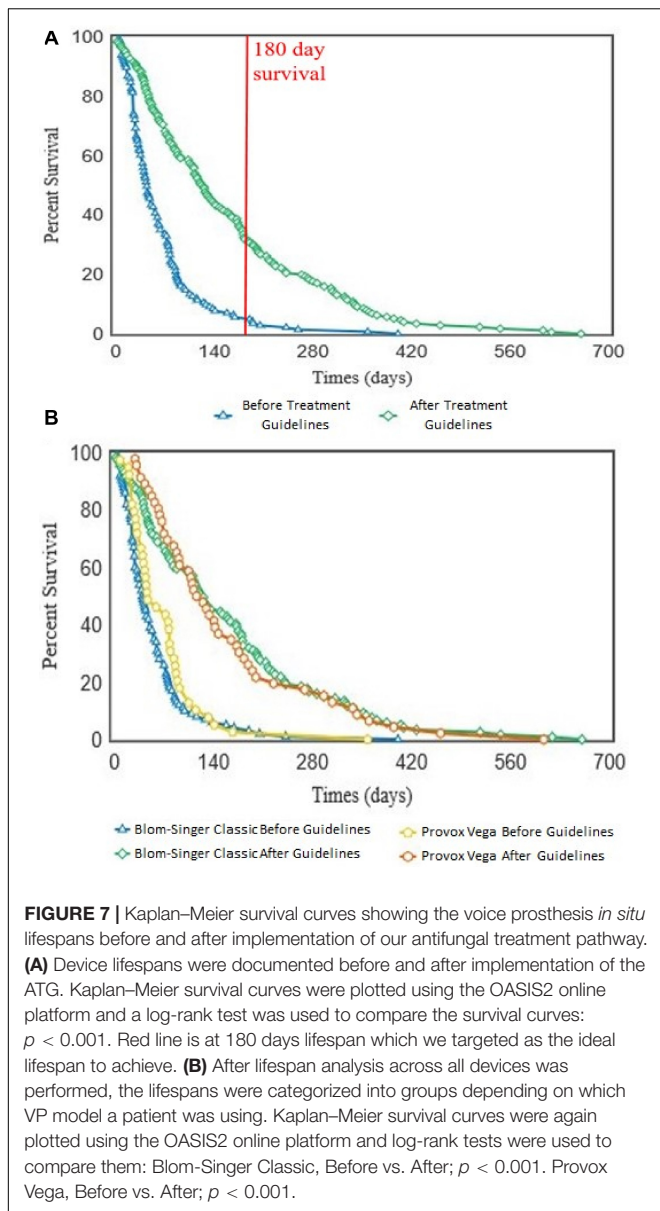 A
100
80
60
40
20
0
Percent Survival
180 day
survival
0 140 280 420 560 700
Times (days)
Before Treatment
Guidelines
After Treatment
Guidelines
B
100
80
60
40
20
0
Percent Survival
0 140 280 420 560 700
Times (days)
Blom-Singer Classic Before Guidelines
Provox Vega Before Guidelines
Blom-Singer Classic After Guidelines
Provox Vega After Guidelines
FIGURE 7 | Kaplan–Meier survival curves showing the voice prosthesis in situ
lifespans before and after implementation of our antifungal treatment pathway.
(A) Device lifespans were documented before and after implementation of the
ATG. Kaplan–Meier survival curves were plotted using the OASIS2 online
platform and a log-rank test was used to compare the survival curves:
p < 0.001. Red line is at 180 days lifespan which we targeted as the ideal
lifespan to achieve. (B) After lifespan analysis across all devices was
performed, the lifespans were categorized into groups depending on which
VP model a patient was using. Kaplan–Meier survival curves were again
plotted using the OASIS2 online platform and log-rank tests were used to
compare them: Blom-Singer Classic, Before vs. After; p < 0.001. Provox
Vega, Before vs. After; p < 0.001.